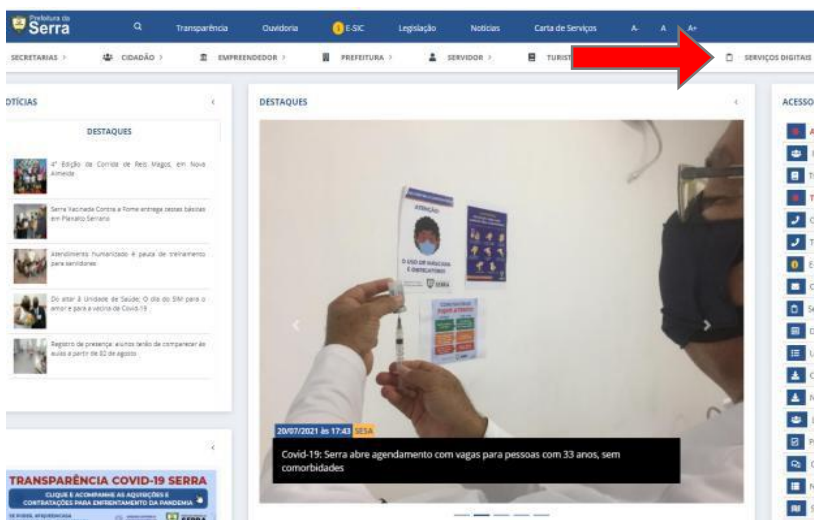 Prefeitura da
Serra
Transparência Ouvidoria E-SIC Legislação Notícias Carta de Serviços A- A A+
SECRETARIAS > CIDADÃO > EMPREENDEDOR > PREFEITURA > SERVIDOR > TURIST SERVIÇOS DIGITAIS
OTÍCIAS
DESTAQUES
4ª Edição da Corrida de Reis Magos, em Nova
Almeida
Serra Vacinada Contra a Fome entrega cestas básicas
em Planalto Serrano
Atendimento humanizado é pauta de treinamento
para servidores
Do altar à Unidade de Saúde: O dia do SIM para o
amor e para a vacina da Covid-19
Registro de presença: alunos terão de comparecer às
aulas a partir de 02 de agosto
TRANSPARÊNCIA COVID-19 SERRA
CLIQUE E ACOMPANHE AS AQUISIÇÕES E
CONTRATAÇÕES PARA ENFRENTAMENTO DA PANDEMIA
DESTAQUES
ATENÇÃO
O USO DE MÁSCARA
É OBRIGATÓRIO
SERRA
20/07/2021 às 17:43 SESA
Covid-19: Serra abre agendamento com vagas para pessoas com 33 anos, sem
comorbidades
ACESSO